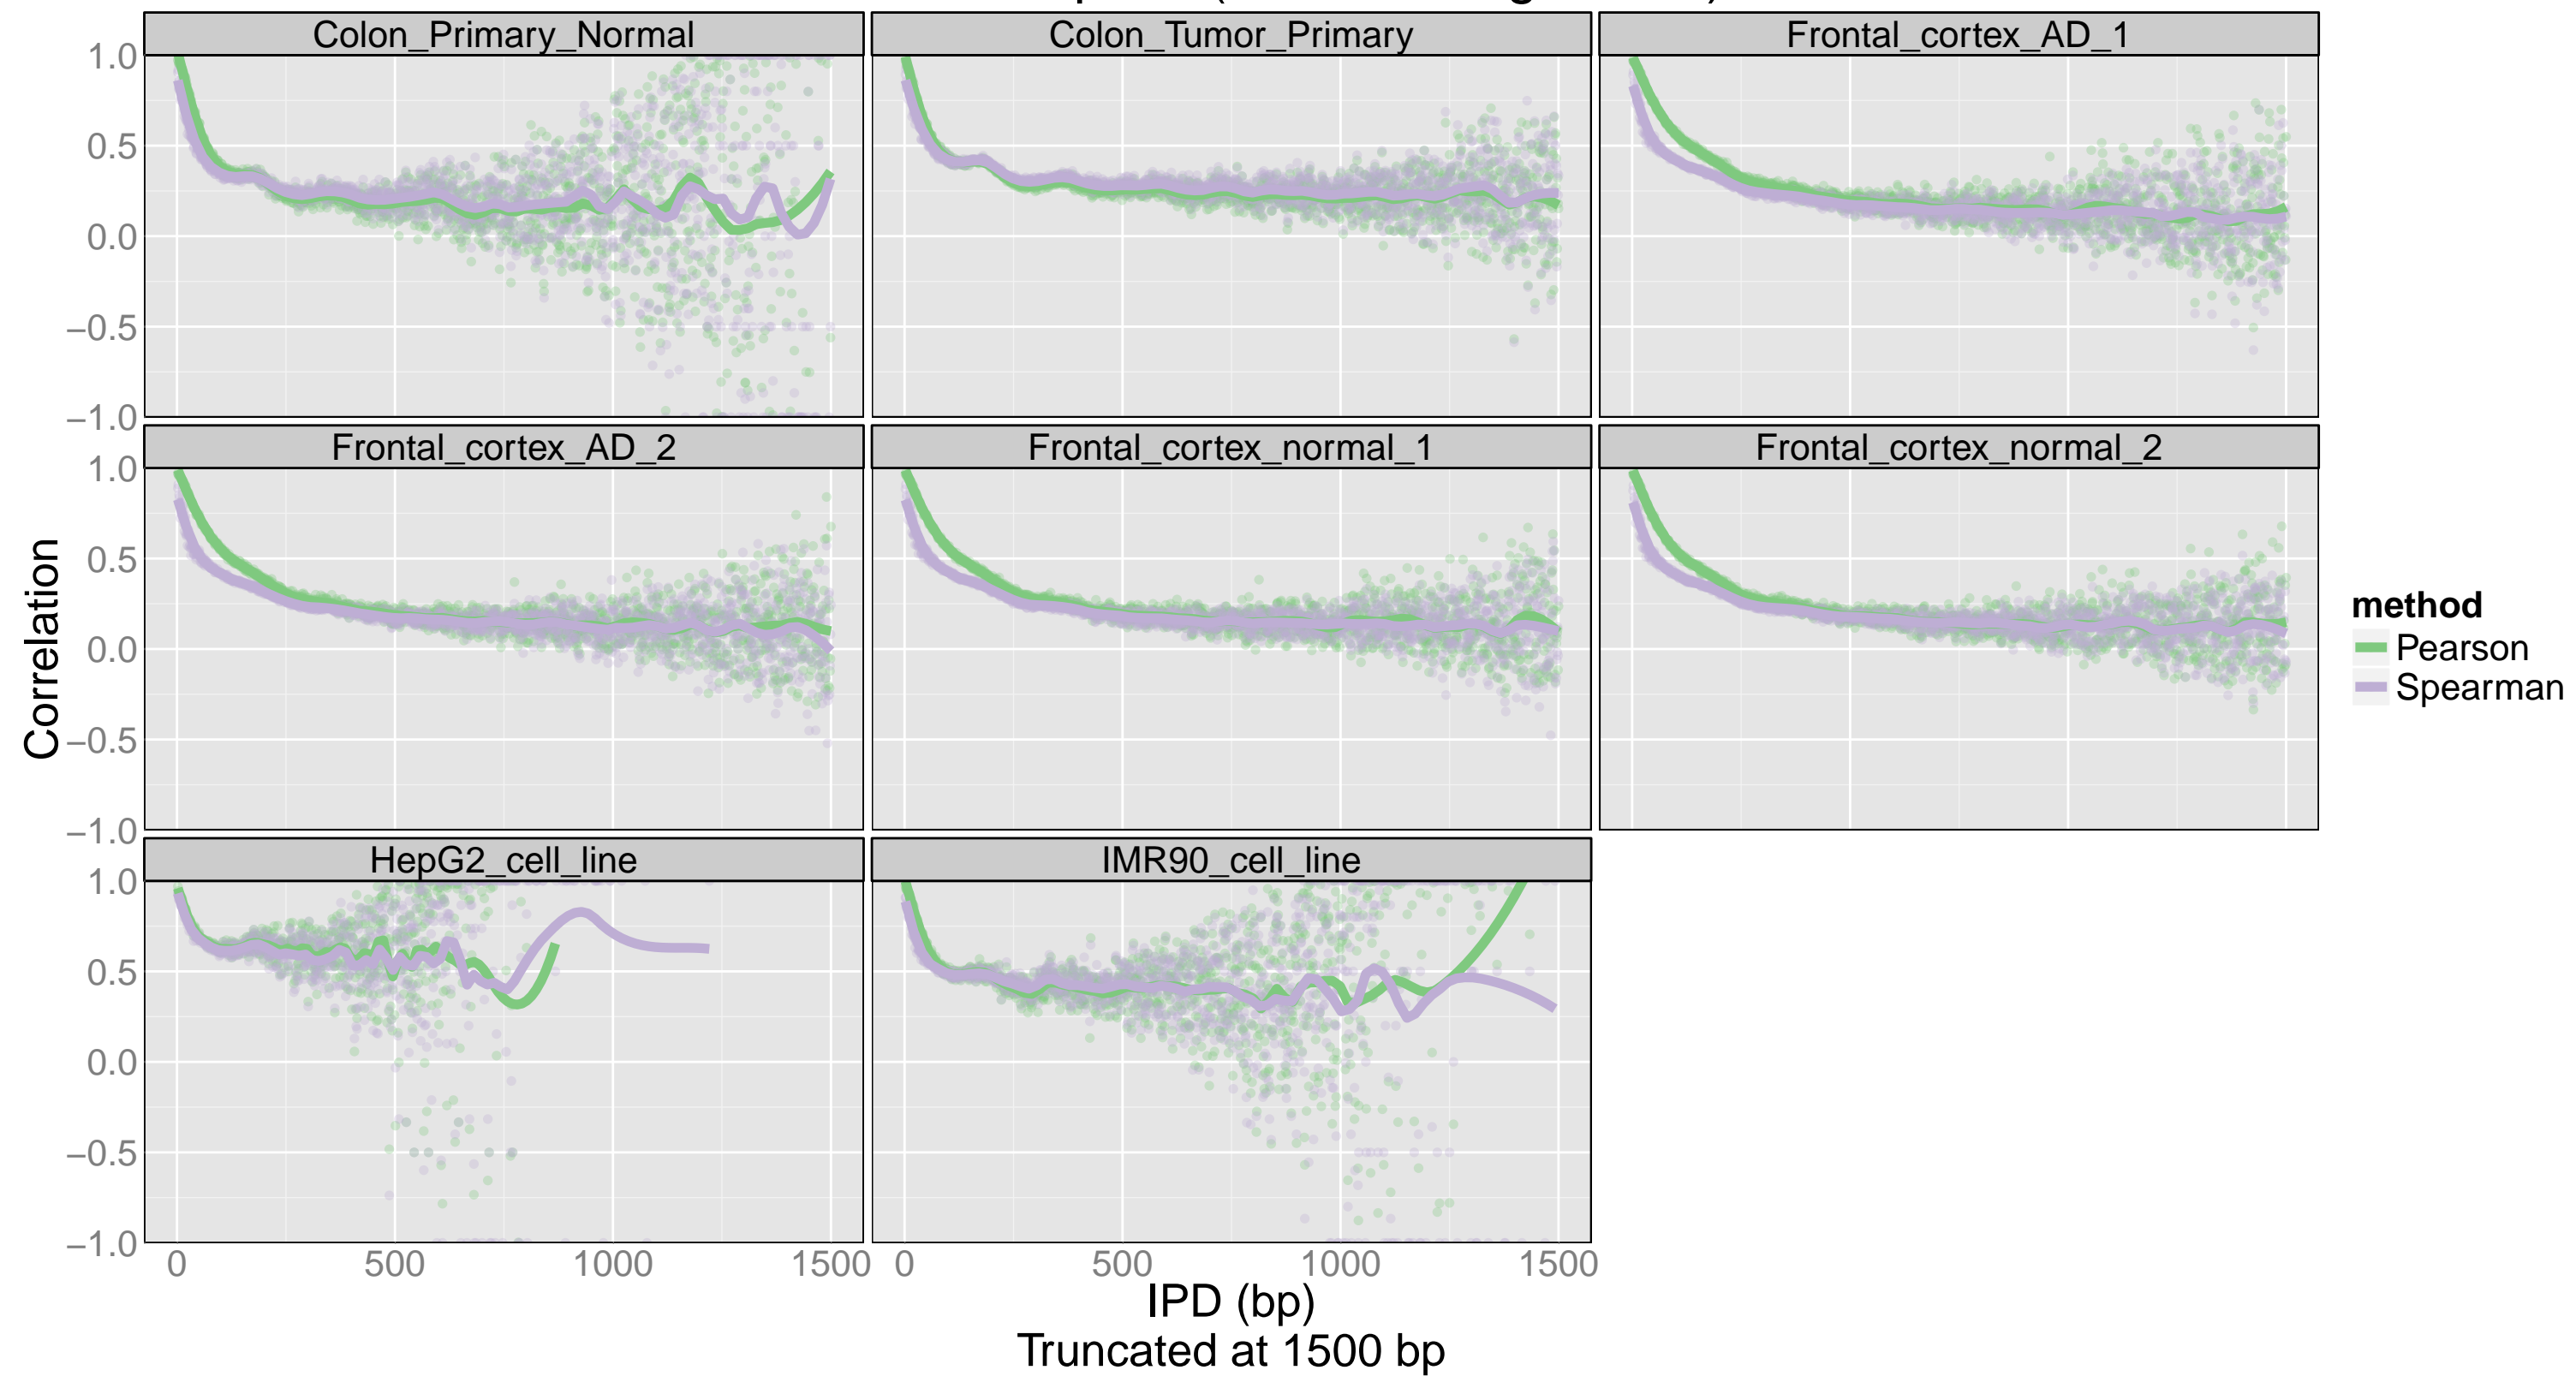 Colon_Primary_Normal
Colon_Tumor_Primary
Frontal_cortex_AD_1
1.0
0.5
0.0
−0.5
−1.0
Frontal_cortex_AD_2
Frontal_cortex_normal_1
Frontal_cortex_normal_2
1.0
0.5
0.0
−0.5
−1.0
HepG2_cell_line
IMR90_cell_line
1.0
0.5
0.0
−0.5
−1.0
0 500 1000 1500
0 500 1000 1500
Correlation
IPD (bp)
Truncated at 1500 bp
method
Pearson
Spearman